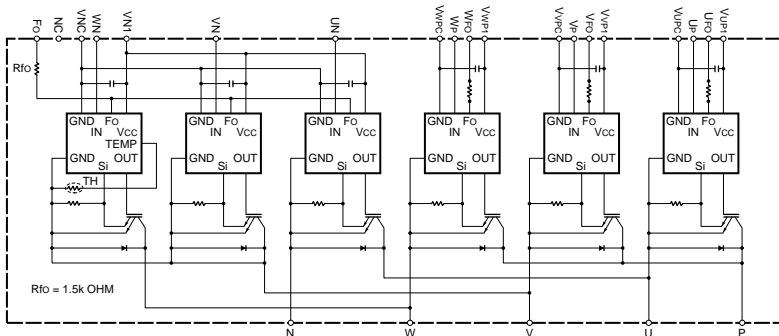 FO NC VNC WN VN1 VN UN VWPC WP WFO VWP1 VVPC VP VFO VVP1 VUPC UP UFO VUP1
RfO
GND FO
IN VCC
TEMP
GND OUT
Si
TH
GND FO
IN VCC
GND OUT
Si
GND FO
IN VCC
GND OUT
Si
GND FO
IN VCC
GND OUT
Si
GND FO
IN VCC
GND OUT
Si
GND FO
IN VCC
GND OUT
Si
RfO = 1.5k OHM
N W V U P